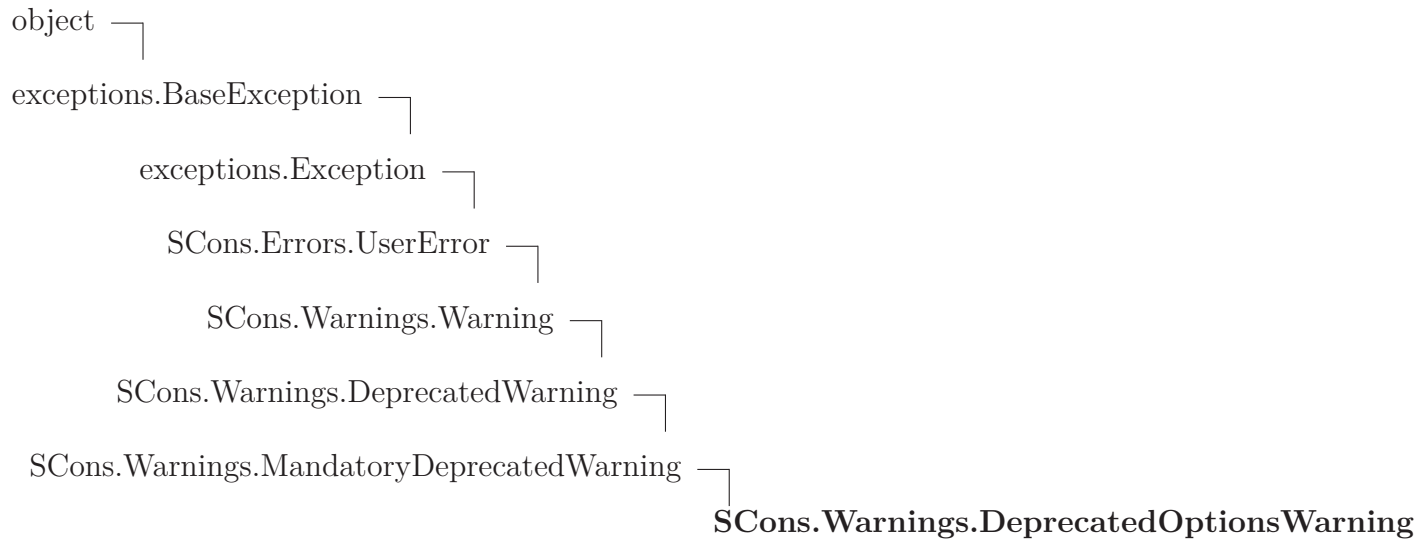 object
exceptions.BaseException
exceptions.Exception
SCons.Errors.UserError
SCons.Warnings.Warning
SCons.Warnings.DeprecatedWarning
SCons.Warnings.MandatoryDeprecatedWarning
SCons.Warnings.DeprecatedOptionsWarning